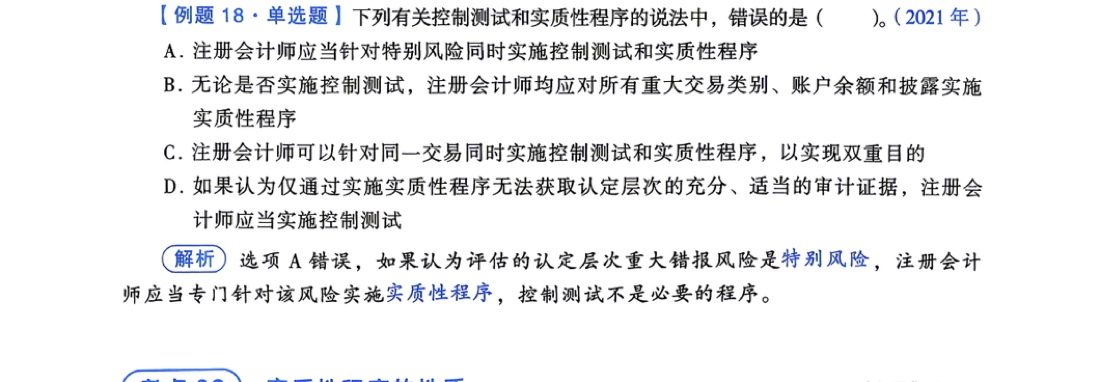 【例题18·单选题】下列有关控制测试和实质性程序的说法中，错误的是（　　）。（2021年）
A. 注册会计师应当针对特别风险同时实施控制测试和实质性程序
B. 无论是否实施控制测试，注册会计师均应对所有重大交易类别、账户余额和披露实施
实质性程序
C. 注册会计师可以针对同一交易同时实施控制测试和实质性程序，以实现双重目的
D. 如果认为仅通过实施实质性程序无法获取认定层次的充分、适当的审计证据，注册会
计师应当实施控制测试
解析 选项 A 错误，如果认为评估的认定层次重大错报风险是特别风险，注册会计
师应当专门针对该风险实施实质性程序，控制测试不是必要的程序。